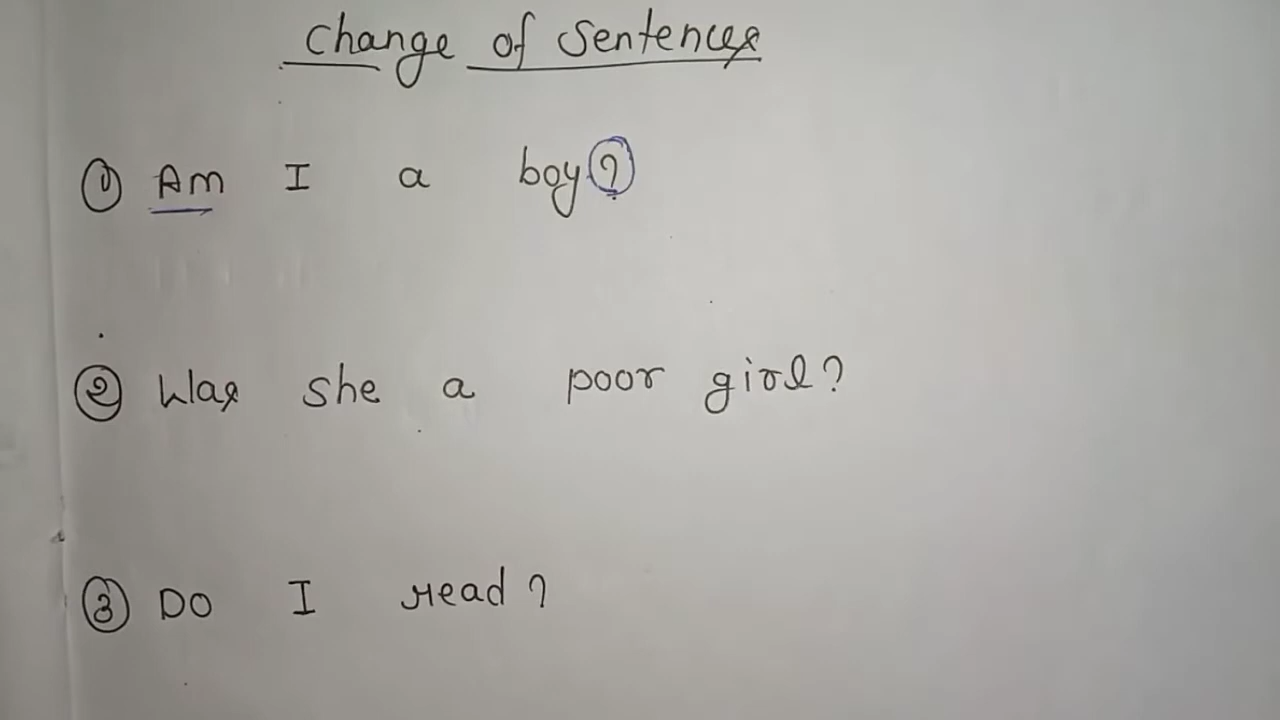 Change of Sentences
① Am I a boy?
② Was she a poor girl?
③ Do I read?